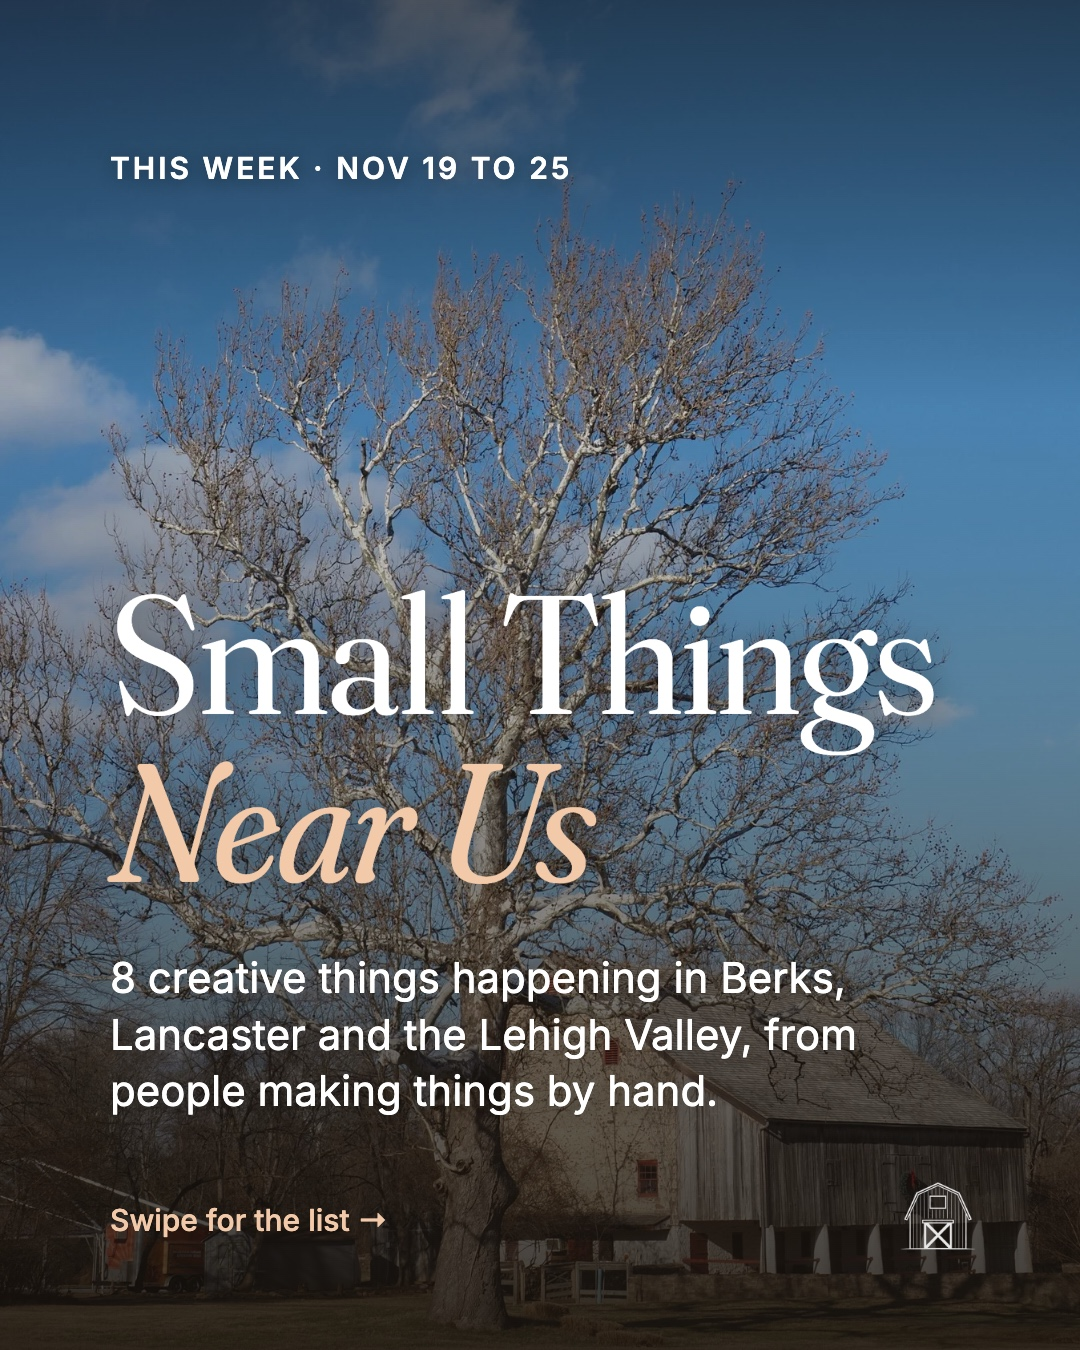 THIS WEEK · NOV 19 TO 25
Small Things
Near Us
8 creative things happening in Berks,
Lancaster and the Lehigh Valley, from
people making things by hand.
Swipe for the list →